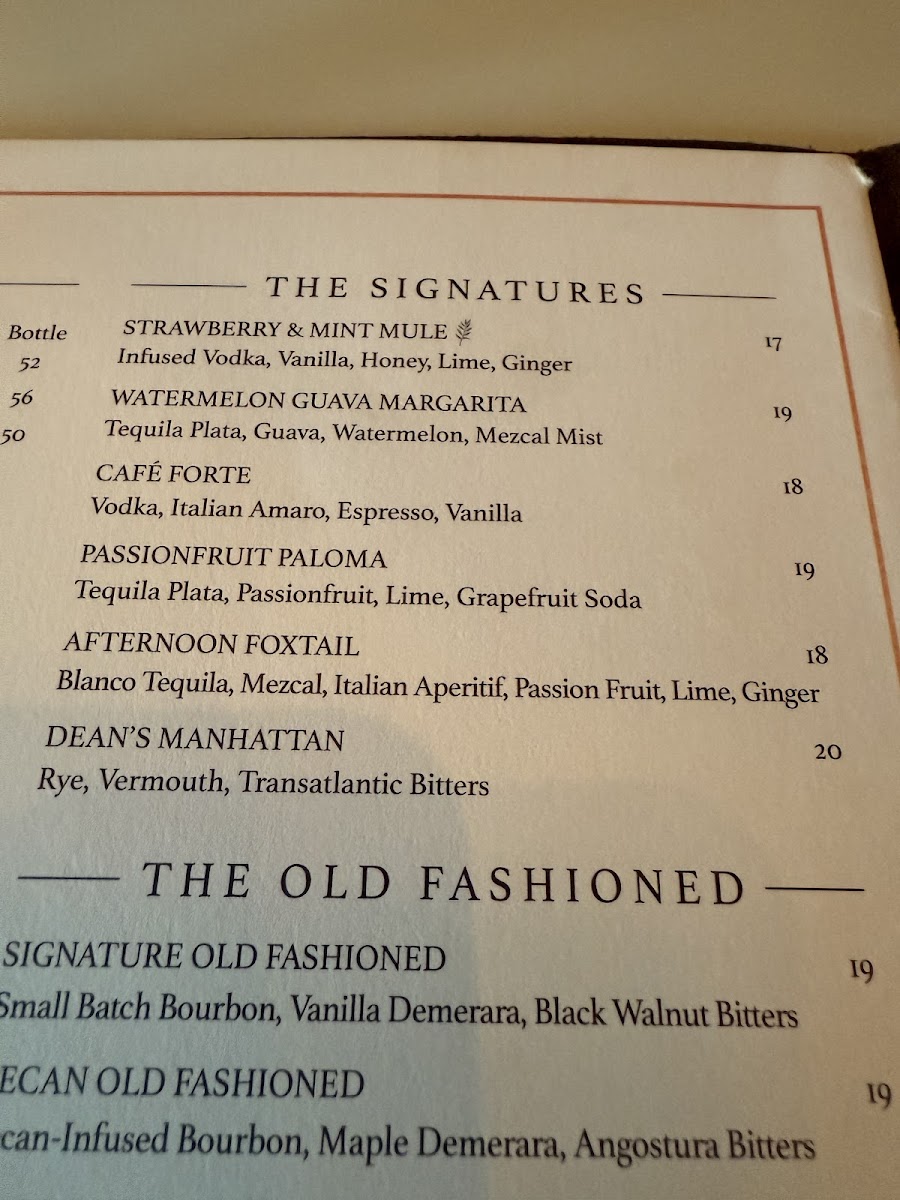 Bottle
52
56
50
THE SIGNATURES
STRAWBERRY & MINT MULE 17
Infused Vodka, Vanilla, Honey, Lime, Ginger
WATERMELON GUAVA MARGARITA 19
Tequila Plata, Guava, Watermelon, Mezcal Mist
CAFÉ FORTE 18
Vodka, Italian Amaro, Espresso, Vanilla
PASSIONFRUIT PALOMA 19
Tequila Plata, Passionfruit, Lime, Grapefruit Soda
AFTERNOON FOXTAIL 18
Blanco Tequila, Mezcal, Italian Aperitif, Passion Fruit, Lime, Ginger
DEAN'S MANHATTAN 20
Rye, Vermouth, Transatlantic Bitters
THE OLD FASHIONED
SIGNATURE OLD FASHIONED 19
Small Batch Bourbon, Vanilla Demerara, Black Walnut Bitters
ECAN OLD FASHIONED 19
can-Infused Bourbon, Maple Demerara, Angostura Bitters